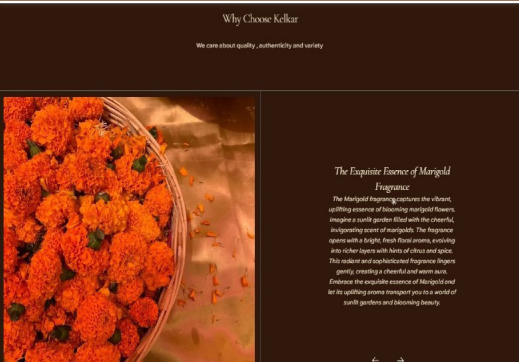 Why Choose Kelkar
We care about quality , authenticity and variety
The Exquisite Essence of Marigold
Fragrance
The Marigold fragrance captures the vibrant,
uplifting essence of blooming marigold flowers.
Imagine a sunlit garden filled with the cheerful,
invigorating scent of marigolds. The fragrance
opens with a bright, fresh floral aroma, evolving
into richer layers with hints of citrus and spice.
This radiant and sophisticated fragrance lingers
gently, creating a cheerful and warm aura.
Embrace the exquisite essence of Marigold and
let its uplifting aroma transport you to a world of
sunlit gardens and blooming beauty.